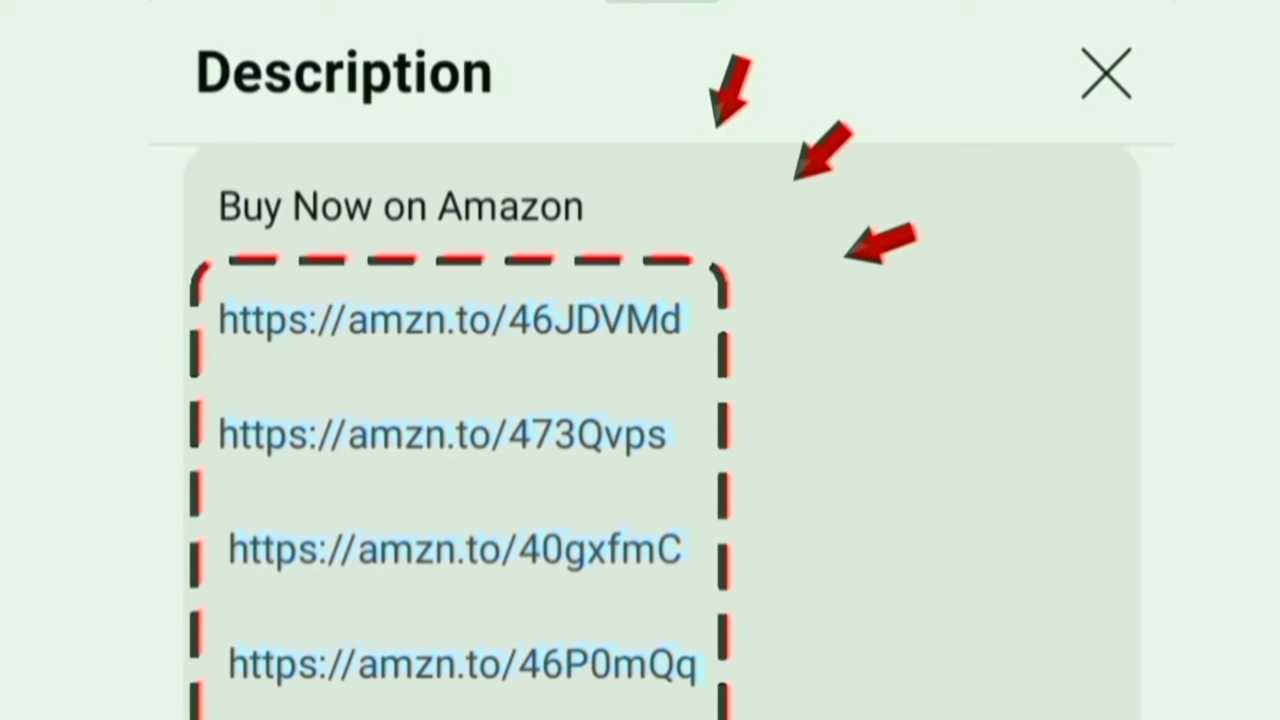 Description
Buy Now on Amazon
https://amzn.to/46JDVMd
https://amzn.to/473Qvps
https://amzn.to/40gxfmC
https://amzn.to/46P0mQq